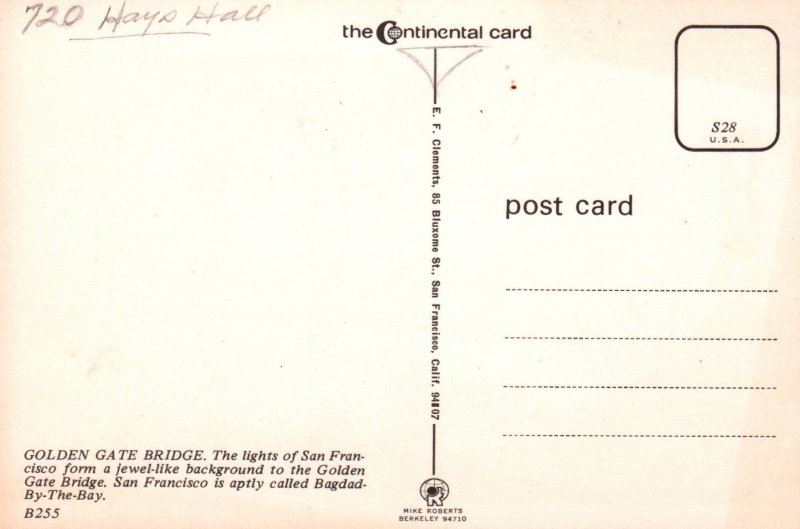 720 Hays Hall
the Continental card
S28
U.S.A.
E. F. Clements, 85 Bluxome St., San Francisco, Calif. 94107
post card
GOLDEN GATE BRIDGE. The lights of San Fran-
cisco form a jewel-like background to the Golden
Gate Bridge. San Francisco is aptly called Bagdad-
By-The-Bay.
B255
MIKE ROBERTS
BERKELEY 94710